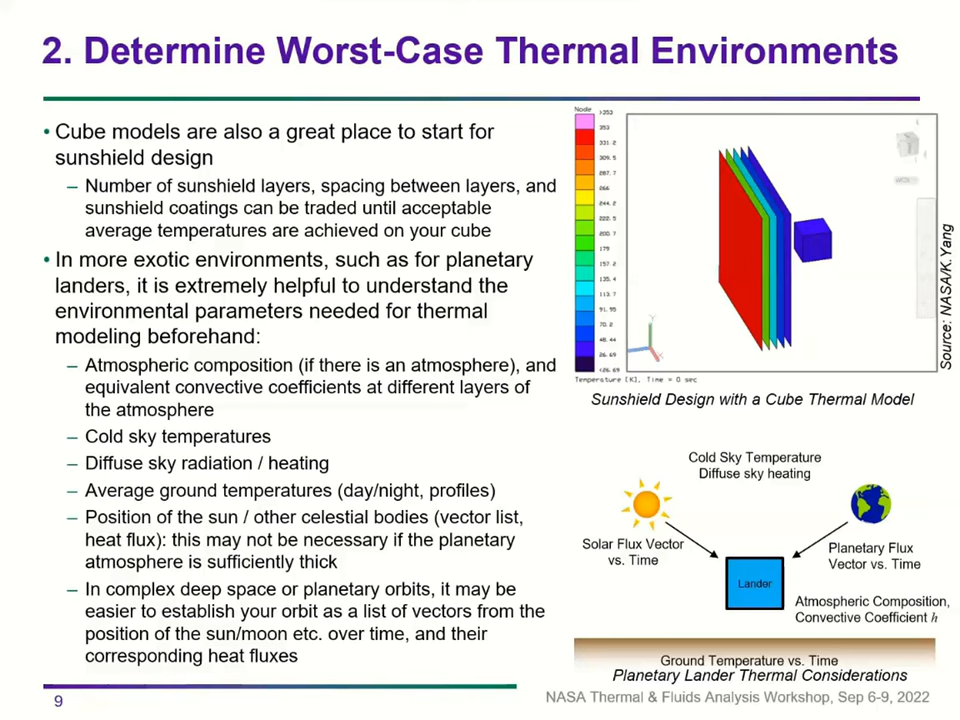 2. Determine Worst-Case Thermal Environments
• Cube models are also a great place to start for
sunshield design
– Number of sunshield layers, spacing between layers, and
sunshield coatings can be traded until acceptable
average temperatures are achieved on your cube
• In more exotic environments, such as for planetary
landers, it is extremely helpful to understand the
environmental parameters needed for thermal
modeling beforehand:
– Atmospheric composition (if there is an atmosphere), and
equivalent convective coefficients at different layers of
the atmosphere
– Cold sky temperatures
– Diffuse sky radiation / heating
– Average ground temperatures (day/night, profiles)
– Position of the sun / other celestial bodies (vector list,
heat flux): this may not be necessary if the planetary
atmosphere is sufficiently thick
– In complex deep space or planetary orbits, it may be
easier to establish your orbit as a list of vectors from the
position of the sun/moon etc. over time, and their
corresponding heat fluxes
Node
>353
353
331.2
309.5
287.7
266
244.2
222.5
200.7
179
157.2
135.4
113.7
91.95
70.2
48.44
26.69
<26.69
Temperature [K], Time = 0 sec
Y
X
Source: NASA/K.Yang
Sunshield Design with a Cube Thermal Model
Cold Sky Temperature
Diffuse sky heating
Solar Flux Vector
vs. Time
Planetary Flux
Vector vs. Time
Lander
Atmospheric Composition,
Convective Coefficient h
Ground Temperature vs. Time
Planetary Lander Thermal Considerations
9
NASA Thermal & Fluids Analysis Workshop, Sep 6-9, 2022